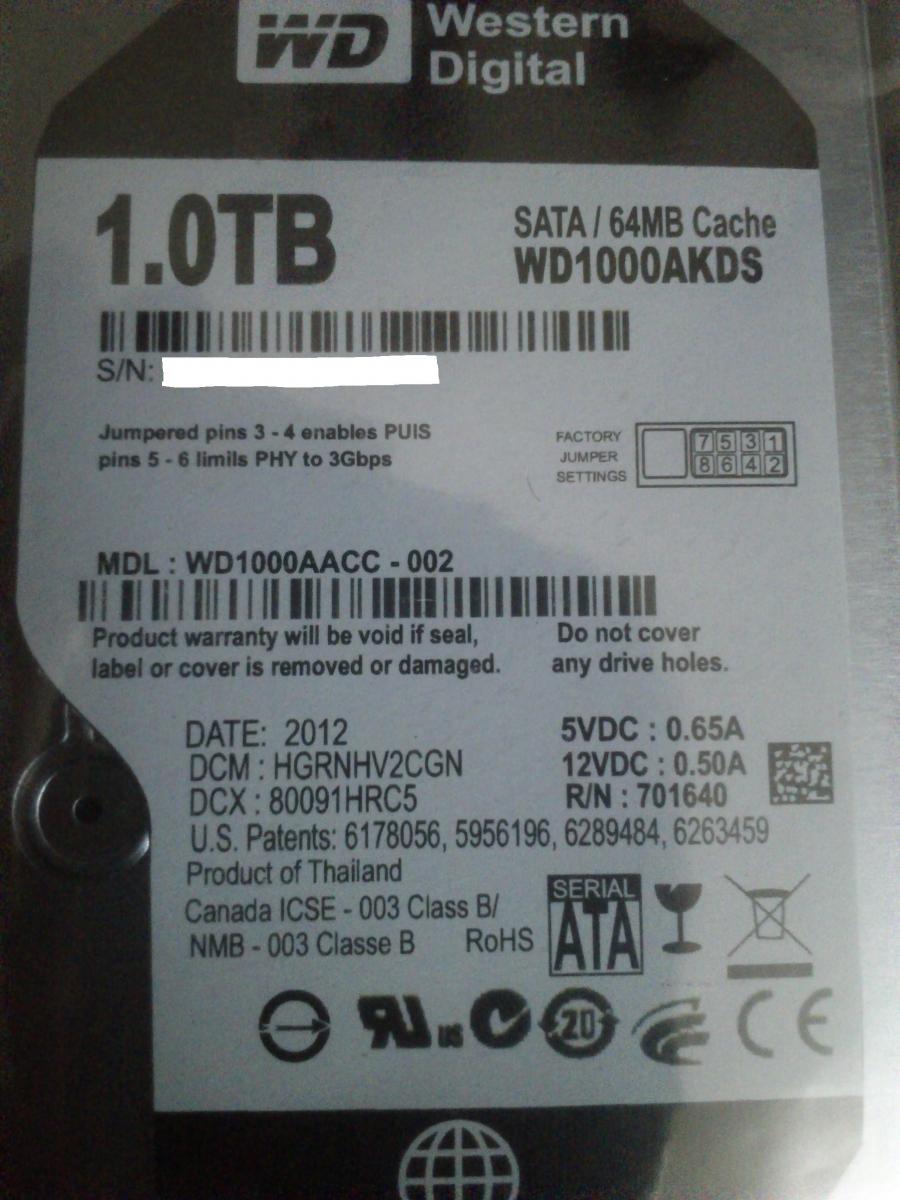 WD Western
Digital
1.0TB
SATA / 64MB Cache
WD1000AKDS
S/N:
Jumpered pins 3 - 4 enables PUIS
pins 5 - 6 limils PHY to 3Gbps
FACTORY
JUMPER
SETTINGS
7 5 3 1
8 6 4 2
MDL : WD1000AACC - 002
Product warranty will be void if seal,
label or cover is removed or damaged.
Do not cover
any drive holes.
DATE: 2012
DCM : HGRNHV2CGN
DCX : 80091HRC5
5VDC : 0.65A
12VDC : 0.50A
R/N : 701640
U.S. Patents: 6178056, 5956196, 6289484, 6263459
Product of Thailand
Canada ICSE - 003 Class B/
NMB - 003 Classe B RoHS
SERIAL
ATA
RU US 20 CE